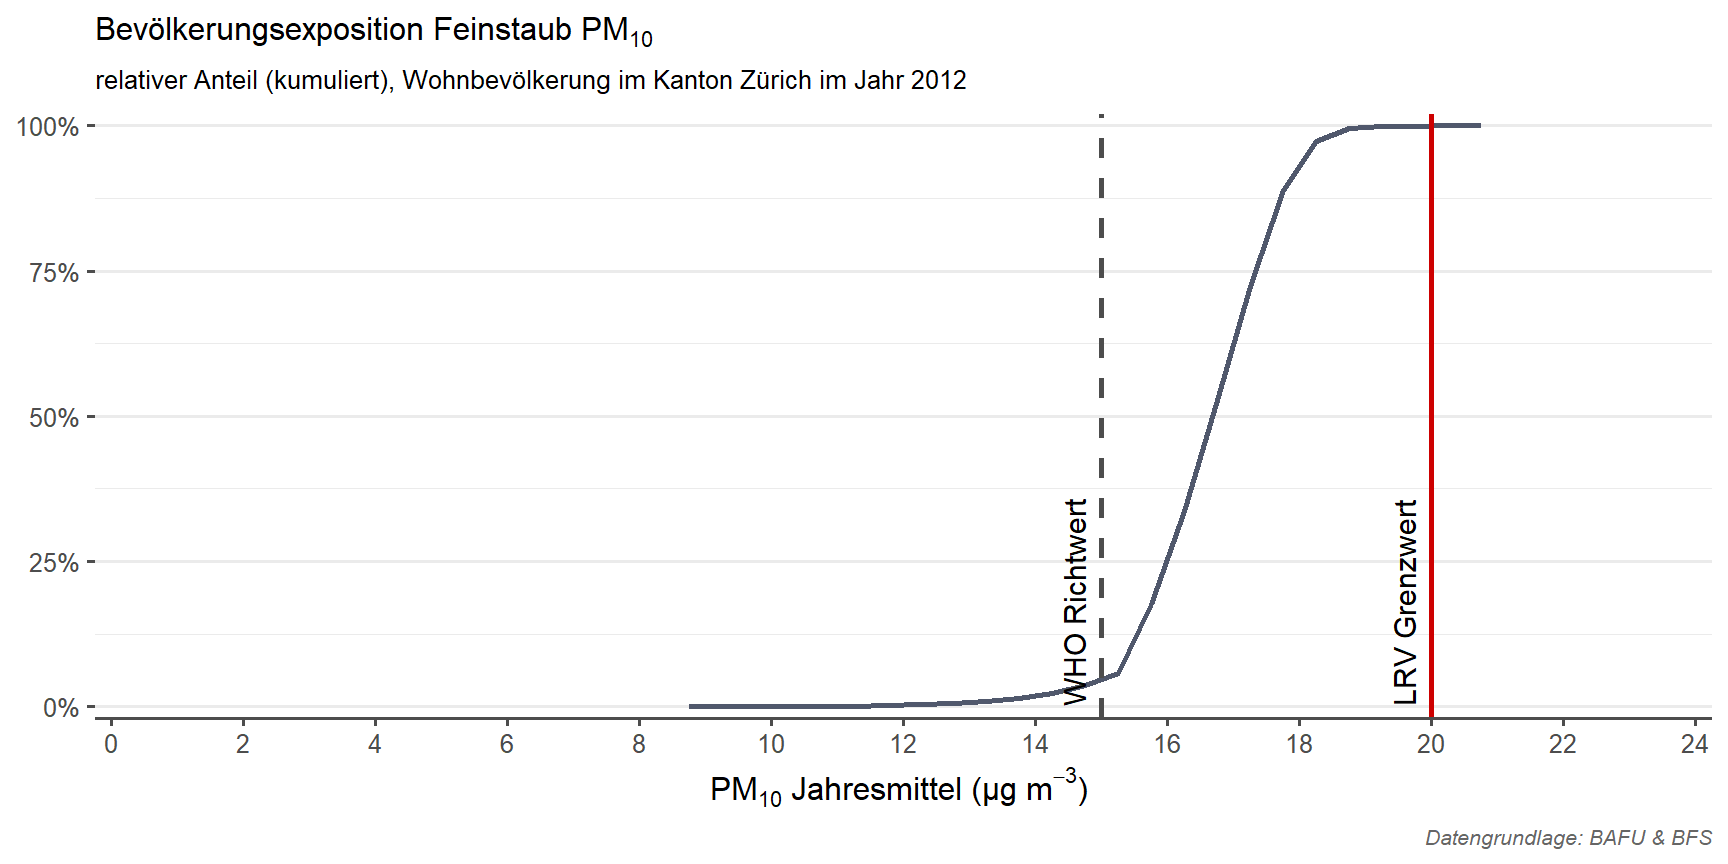 Bevölkerungsexposition Feinstaub PM₁₀
relativer Anteil (kumuliert), Wohnbevölkerung im Kanton Zürich im Jahr 2012
100%
75%
50%
25%
0%
WHO Richtwert
LRV Grenzwert
0 2 4 6 8 10 12 14 16 18 20 22 24
PM₁₀ Jahresmittel (µg m⁻³)
Datengrundlage: BAFU & BFS